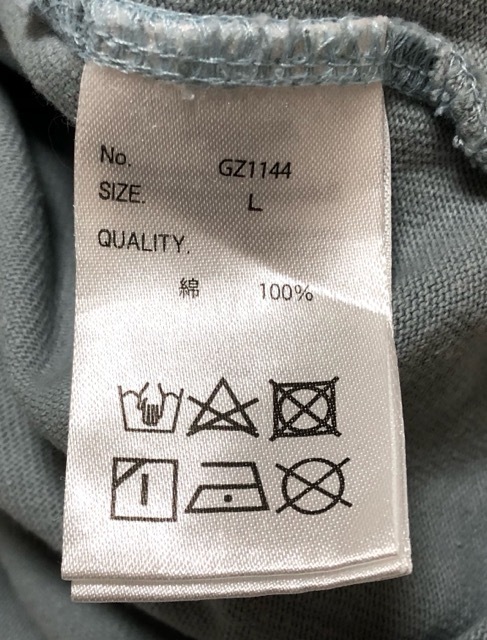 No. GZ1144
SIZE. L
QUALITY.
綿 100%